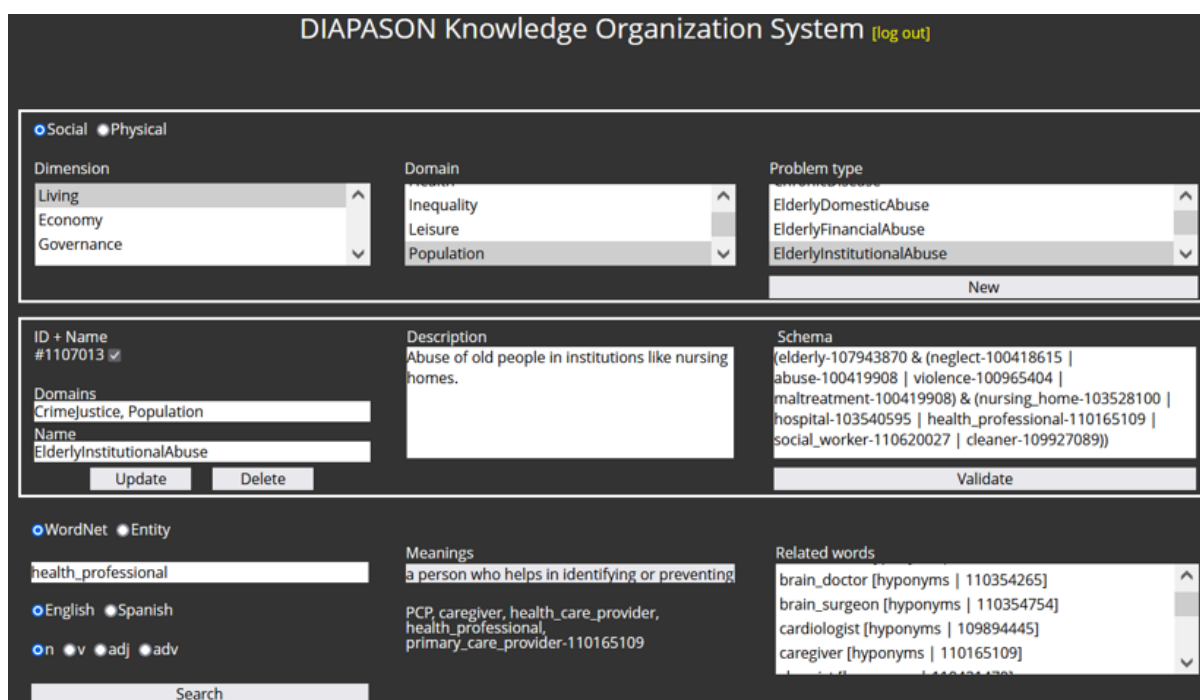 DIAPASON Knowledge Organization System [log out]
Social Physical
Dimension
Living
Economy
Governance
Domain
Health
Inequality
Leisure
Population
Problem type
ChronicDisease
ElderlyDomesticAbuse
ElderlyFinancialAbuse
ElderlyInstitutionalAbuse
New
ID + Name
#1107013
Domains
CrimeJustice, Population
Name
ElderlyInstitutionalAbuse
Update Delete
Description
Abuse of old people in institutions like nursing
homes.
Schema
(elderly-107943870 & (neglect-100418615 |
abuse-100419908 | violence-100965404 |
maltreatment-100419908) & (nursing_home-103528100 |
hospital-103540595 | health_professional-110165109 |
social_worker-110620027 | cleaner-109927089))
Validate
WordNet Entity
health_professional
English Spanish
n v adj adv
Search
Meanings
a person who helps in identifying or preventing
PCP, caregiver, health_care_provider,
health_professional,
primary_care_provider-110165109
Related words
brain_doctor [hyponyms | 110354265]
brain_surgeon [hyponyms | 110354754]
cardiologist [hyponyms | 109894445]
caregiver [hyponyms | 110165109]